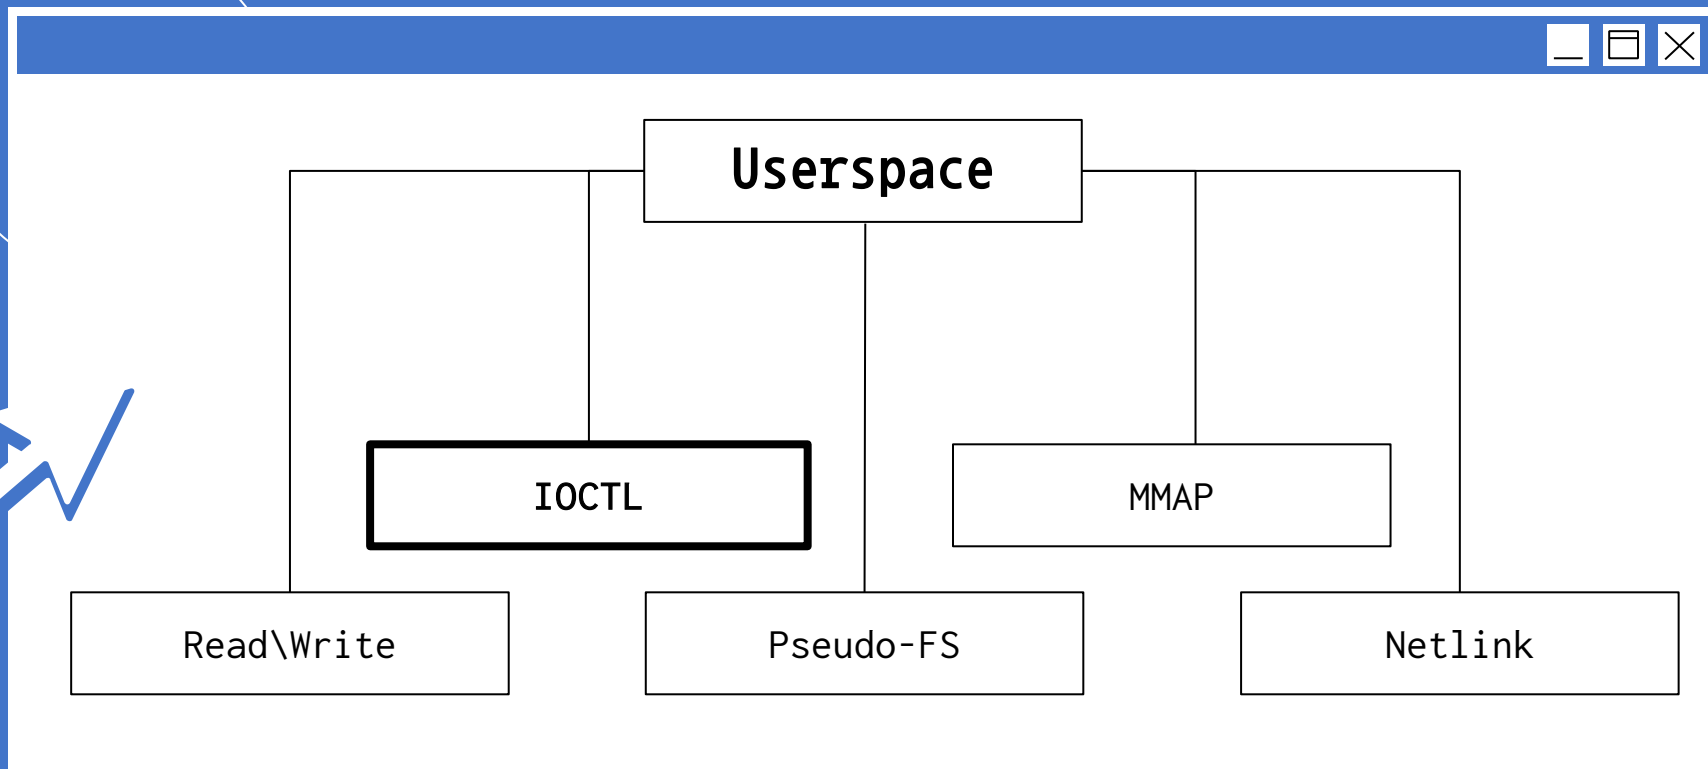 Userspace
IOCTL
MMAP
Read\Write
Pseudo-FS
Netlink